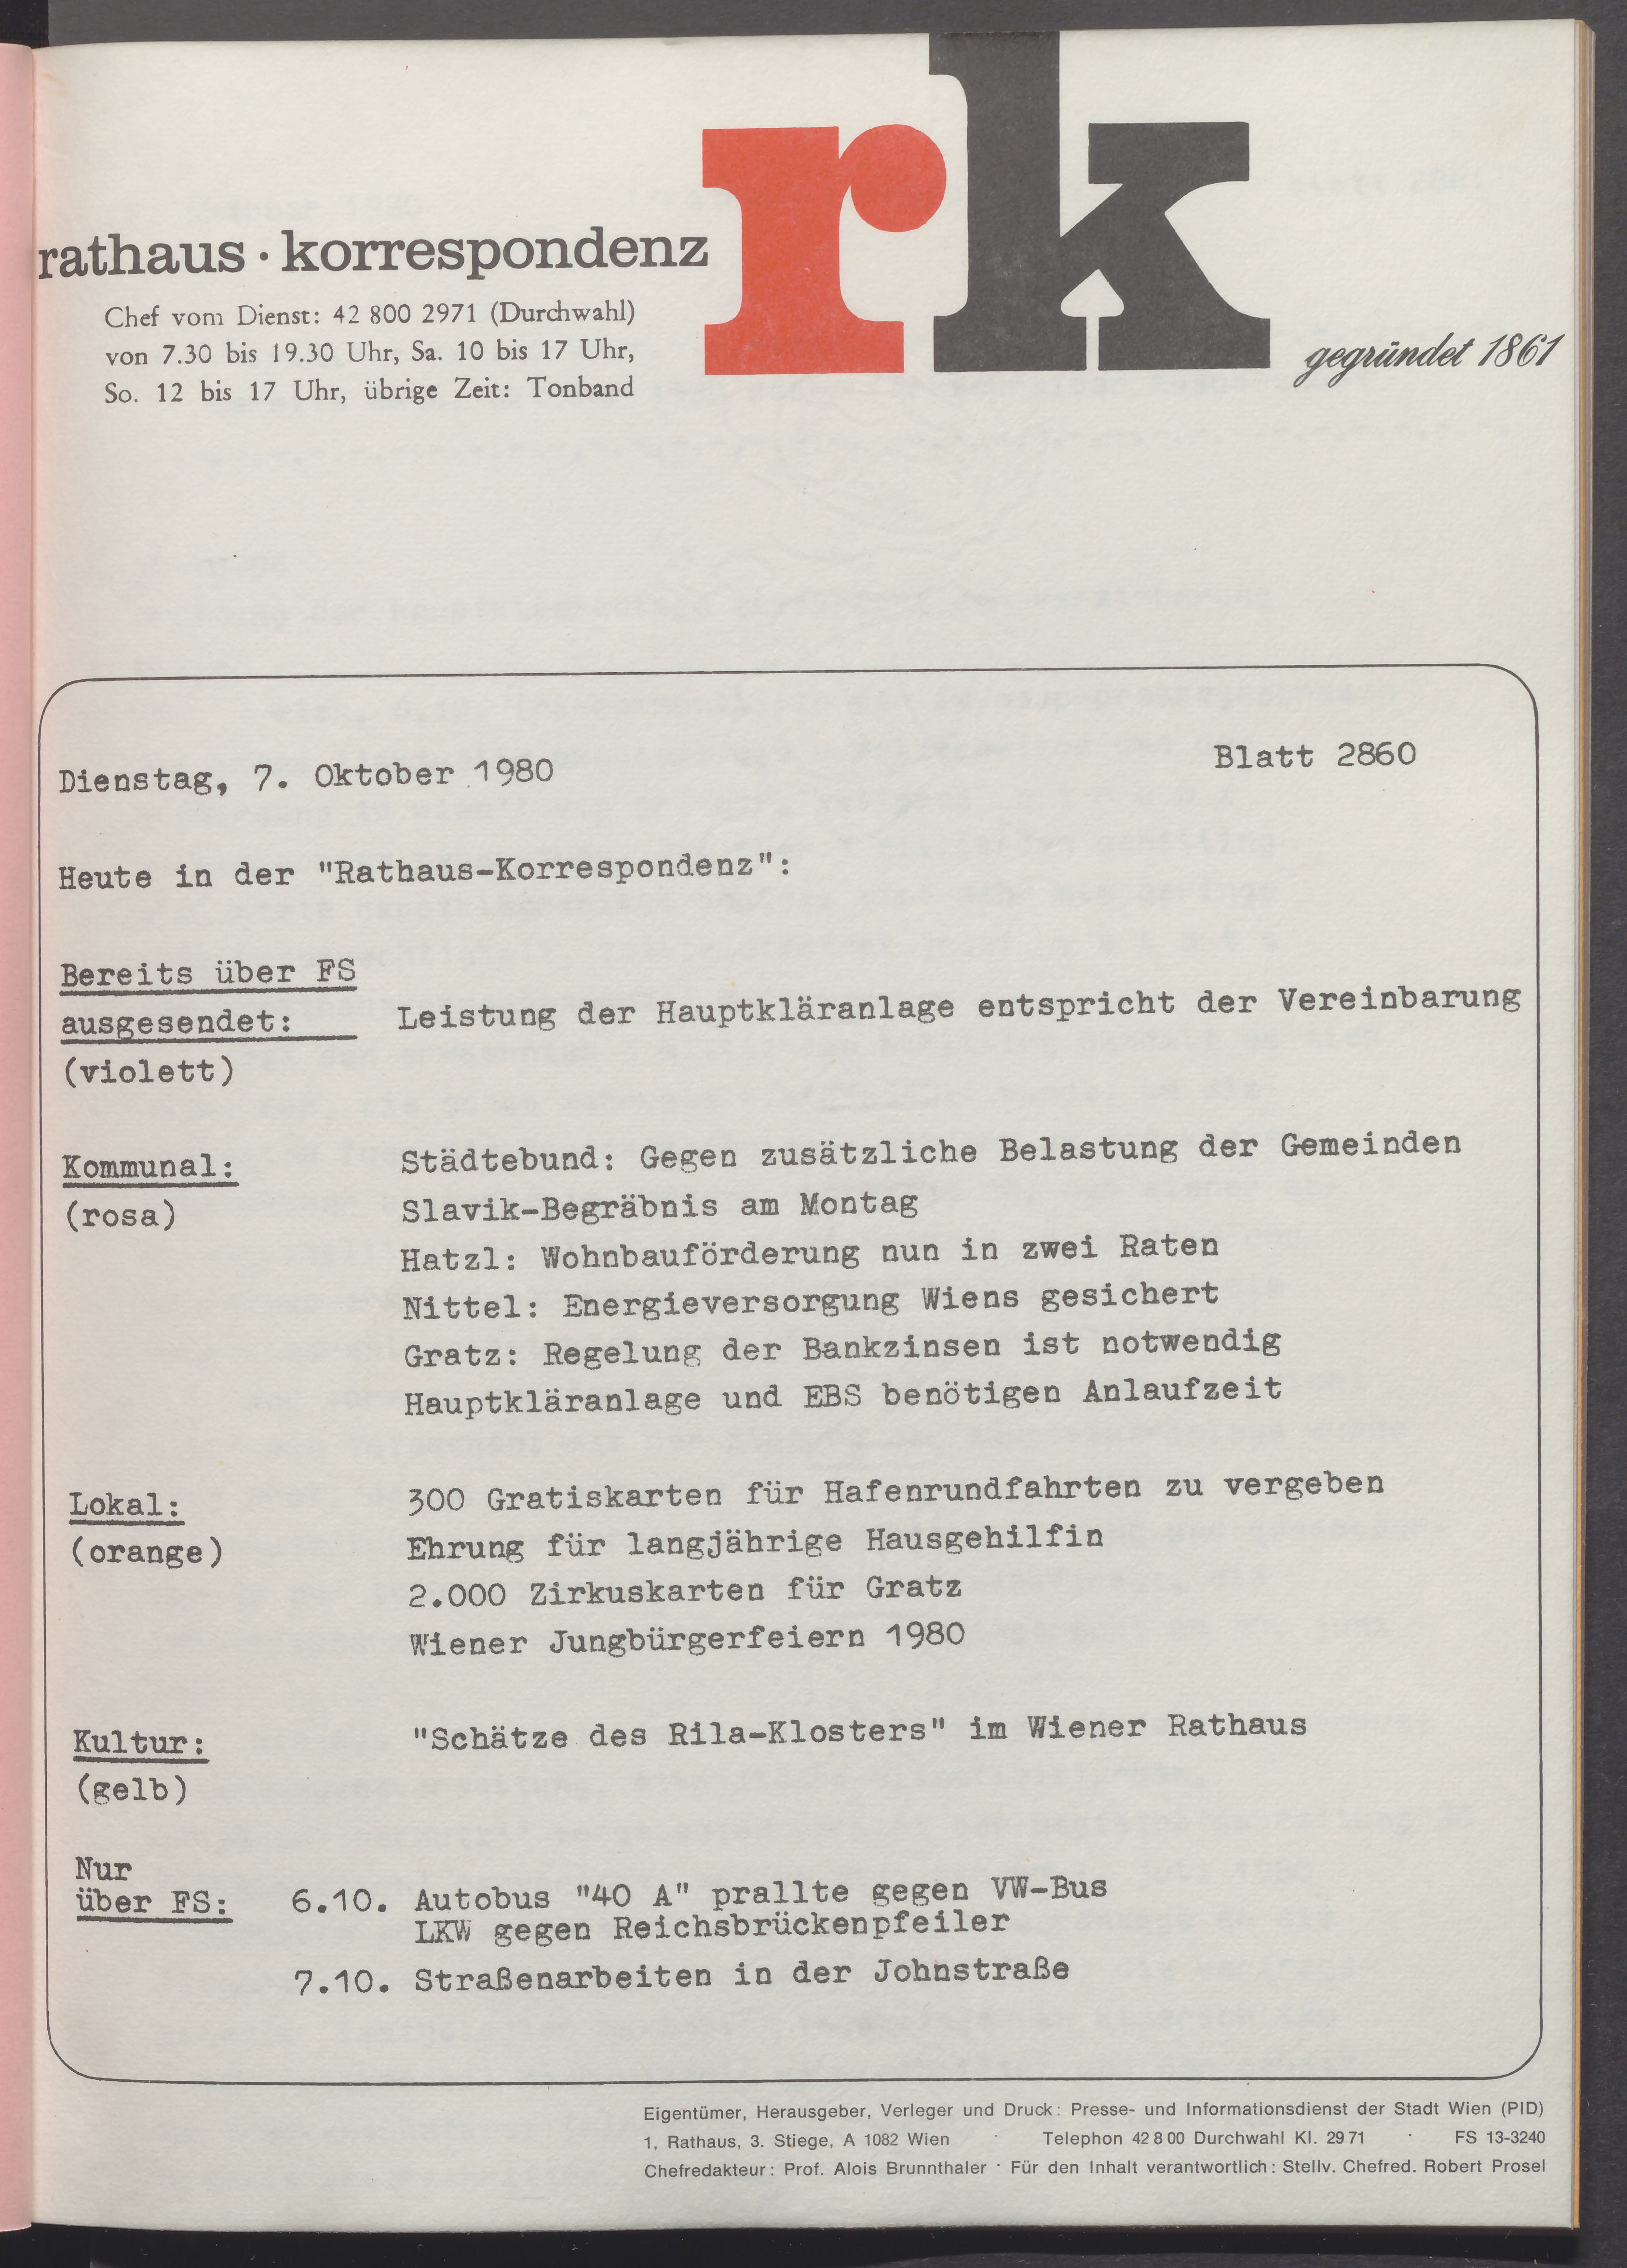 rk
rathaus · korrespondenz
Chef vom Dienst: 42 800 2971 (Durchwahl)
von 7.30 bis 19.30 Uhr, Sa. 10 bis 17 Uhr,
So. 12 bis 17 Uhr, übrige Zeit: Tonband
gegründet 1861
Dienstag, 7. Oktober 1980 Blatt 2860
Heute in der "Rathaus-Korrespondenz":
Bereits über FS
ausgesendet: Leistung der Hauptkläranlage entspricht der Vereinbarung
(violett)
Kommunal: Städtebund: Gegen zusätzliche Belastung der Gemeinden
(rosa) Slavik-Begräbnis am Montag
Hatzl: Wohnbauförderung nun in zwei Raten
Nittel: Energieversorgung Wiens gesichert
Gratz: Regelung der Bankzinsen ist notwendig
Hauptkläranlage und EBS benötigen Anlaufzeit
Lokal: 300 Gratiskarten für Hafenrundfahrten zu vergeben
(orange) Ehrung für langjährige Hausgehilfin
2.000 Zirkuskarten für Gratz
Wiener Jungbürgerfeiern 1980
Kultur: "Schätze des Rila-Klosters" im Wiener Rathaus
(gelb)
Nur
über FS: 6.10. Autobus "40 A" prallte gegen VW-Bus
LKW gegen Reichsbrückenpfeiler
7.10. Straßenarbeiten in der Johnstraße
Eigentümer, Herausgeber, Verleger und Druck: Presse- und Informationsdienst der Stadt Wien (PID)
1, Rathaus, 3. Stiege, A 1082 Wien · Telephon 42 8 00 Durchwahl Kl. 29 71 · FS 13-3240
Chefredakteur: Prof. Alois Brunnthaler · Für den Inhalt verantwortlich: Stellv. Chefred. Robert Prosel